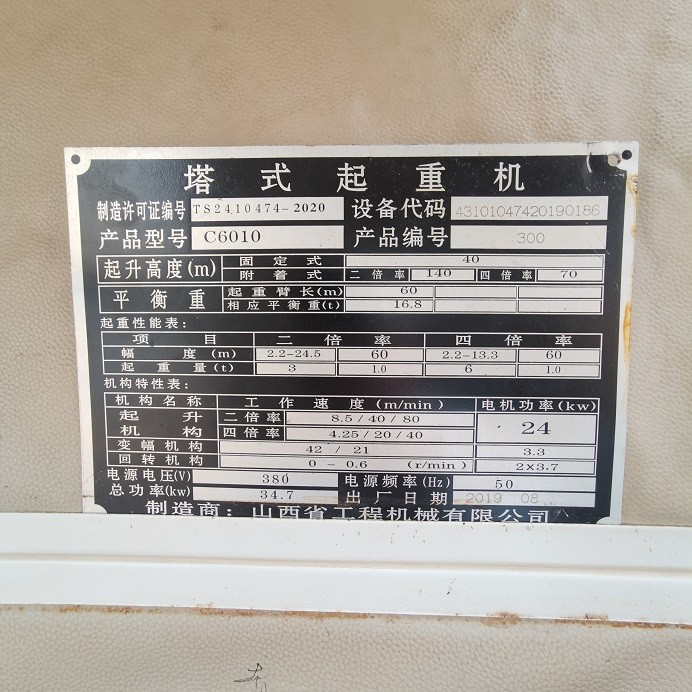 塔式起重机
制造许可证编号 TS2410474-2020 设备代码 43101047420190186
产品型号 C6010 产品编号 300
起升高度(m) 固定式 40
附着式 二倍率 140 四倍率 70
平衡重 起重臂长(m) 60
相应平衡重(t) 16.8
起重性能表:
项目 二倍率 四倍率
幅度(m) 2.2-24.5 60 2.2-13.3 60
起重量(t) 3 1.0 6 1.0
机构特性表:
机构名称 工作速度(m/min) 电机功率(kw)
起升机构 二倍率 8.5/40/80 24
四倍率 4.25/20/40
变幅机构 42/21 3.3
回转机构 0-0.6 (r/min) 2×3.7
电源电压(V) 380 电源频率(Hz) 50
总功率(kw) 34.7 出厂日期 2019 08
制造商:山西省工程机械有限公司